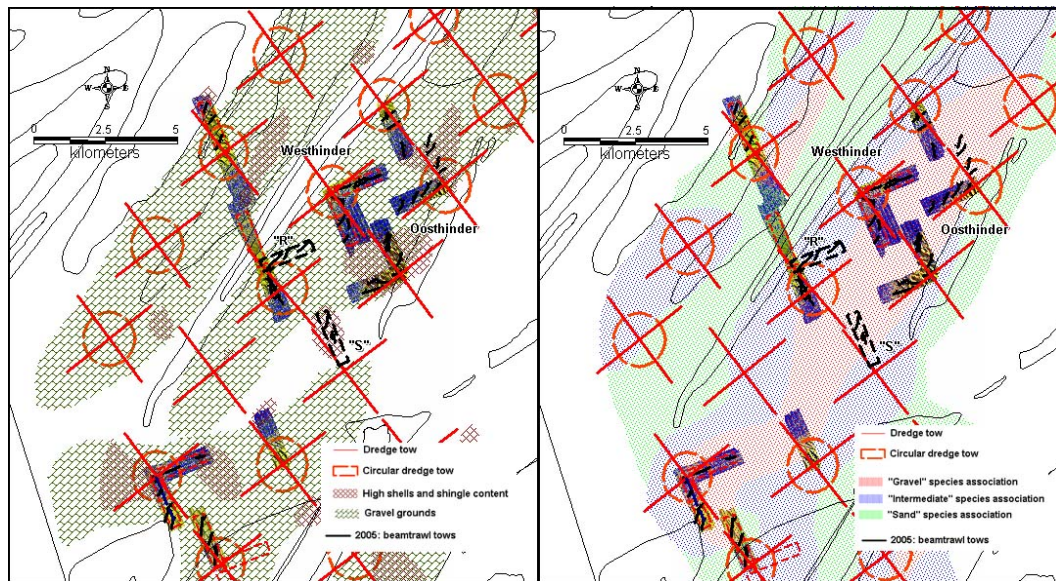 N
W E
S
0 2.5 5
kilometers
Westhinder
Oosthinder
"R"
"S"
Dredge tow
Circular dredge tow
High shells and shingle content
Gravel grounds
2005: beamtrawl tows
N
W E
S
0 2.5 5
kilometers
Westhinder
Oosthinder
"R"
"S"
Dredge tow
Circular dredge tow
"Gravel" species association
"Intermediate" species association
"Sand" species association
2005: beamtrawl tows